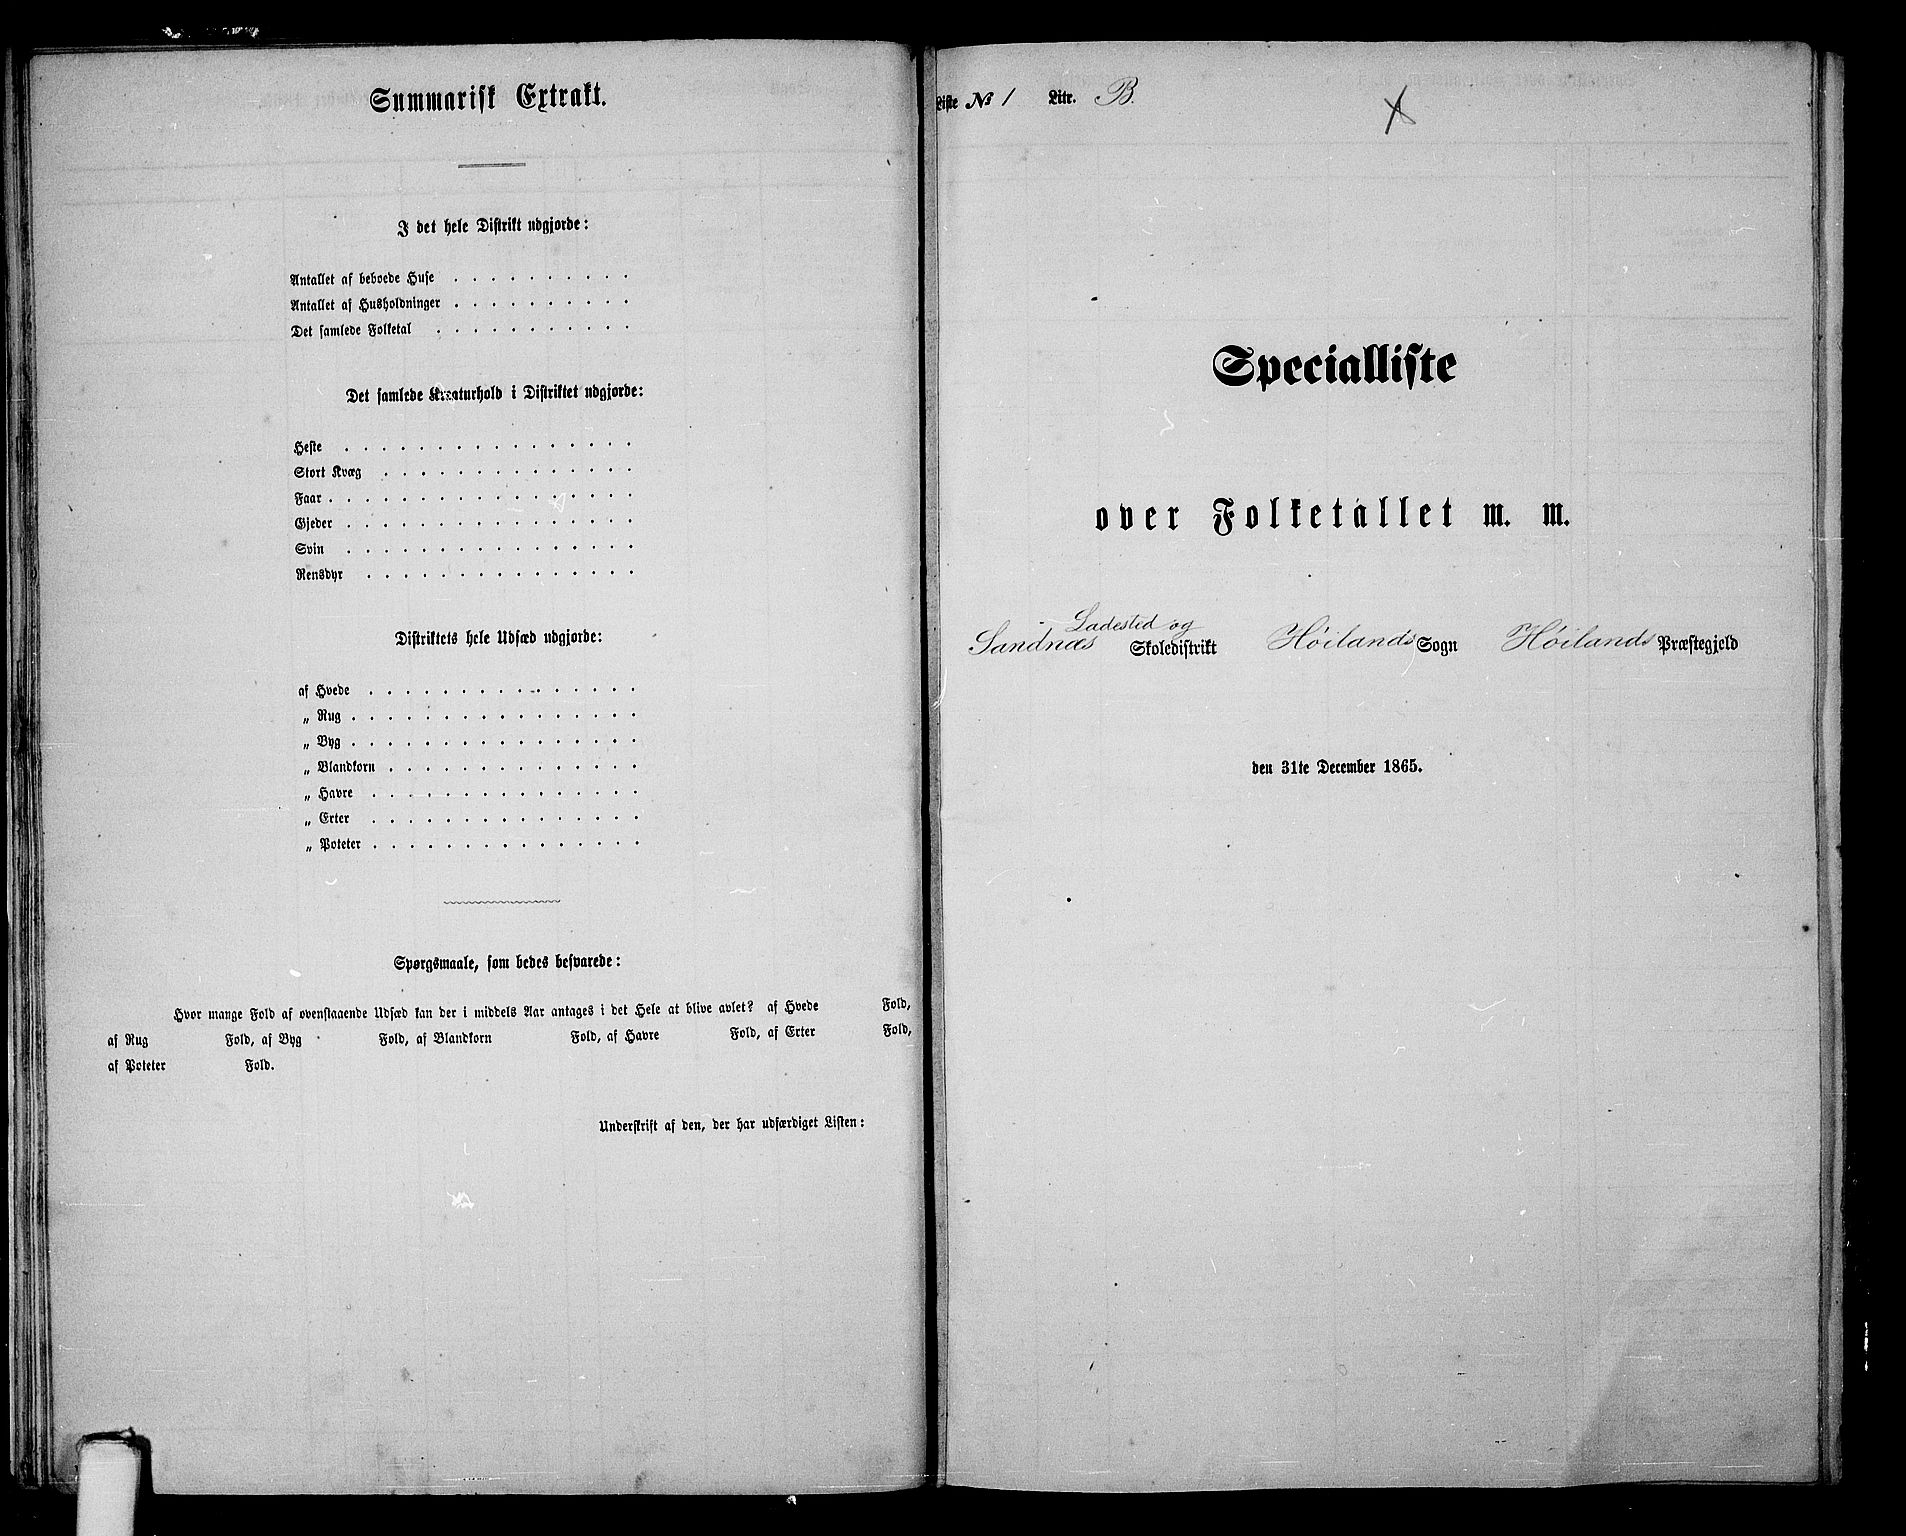 Summarisk Extrakt.
I det hele Distrikt udgjorde:
Antallet af beboede Huse . . . . . . . . . .
Antallet af Husholdninger . . . . . . . . . .
Det samlede Folketal . . . . . . . . . . .
Det samlede Kreaturhold i Distriktet udgjorde:
Heste . . . . . . . . . . . . . . . .
Stort Kvæg . . . . . . . . . . . . . .
Faar . . . . . . . . . . . . . . . . .
Gjeder . . . . . . . . . . . . . . . .
Svin . . . . . . . . . . . . . . . .
Rensdyr . . . . . . . . . . . . . . .
Distriktets hele Udsæd udgjorde:
af Hvede . . . . . . . . . . . . . . .
„ Rug . . . . . . . . . . . . . . . .
„ Byg . . . . . . . . . . . . . . . .
„ Blandkorn . . . . . . . . . . . . . .
„ Havre . . . . . . . . . . . . . . .
„ Erter . . . . . . . . . . . . . . .
„ Poteter . . . . . . . . . . . . . . .
Spørgsmaale, som bedes besvarede:
Hvor mange Fold af ovenstaaende Udsæd kan der i middels Aar antages i det Hele at blive avlet? af Hvede Fold,
af Rug Fold, af Byg Fold, af Blandkorn Fold, af Havre Fold, af Erter Fold,
af Poteter Fold.
Underskrift af den, der har udfærdiget Listen:
Liste No 1 Litr. B.
Specialliste
over Folketallet m. m.
Ladested og
Sandnæs Skoledistrikt Høilands Sogn Høilands Præstegjeld
den 31te December 1865.